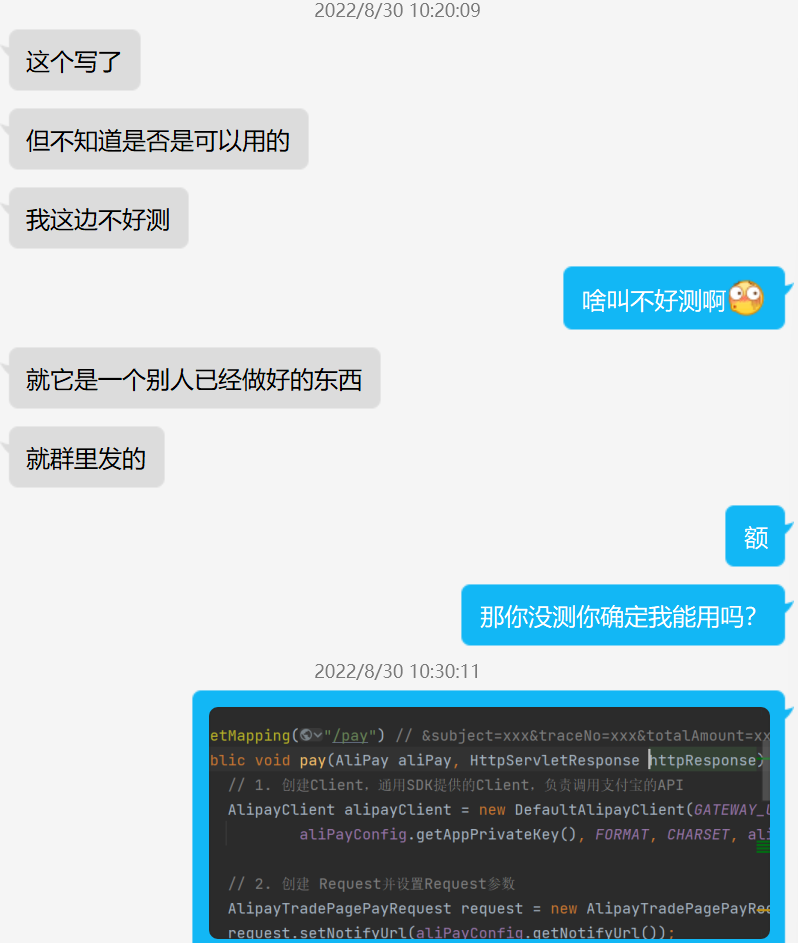 2022/8/30 10:20:09
这个写了
但不知道是否是可以用的
我这边不好测
啥叫不好测啊
就它是一个别人已经做好的东西
就群里发的
额
那你没测你确定我能用吗?
2022/8/30 10:30:11
etMapping("/pay") // &subject=xxx&traceNo=xxx&totalAmount=xx
blic void pay(AliPay aliPay, HttpServletResponse httpResponse)
// 1. 创建Client，通用SDK提供的Client，负责调用支付宝的API
AlipayClient alipayClient = new DefaultAlipayClient(GATEWAY_U
aliPayConfig.getAppPrivateKey(), FORMAT, CHARSET, ali
// 2. 创建 Request并设置Request参数
AlipayTradePagePayRequest request = new AlipayTradePagePayReq
request.setNotifyUrl(aliPayConfig.getNotifyUrl());